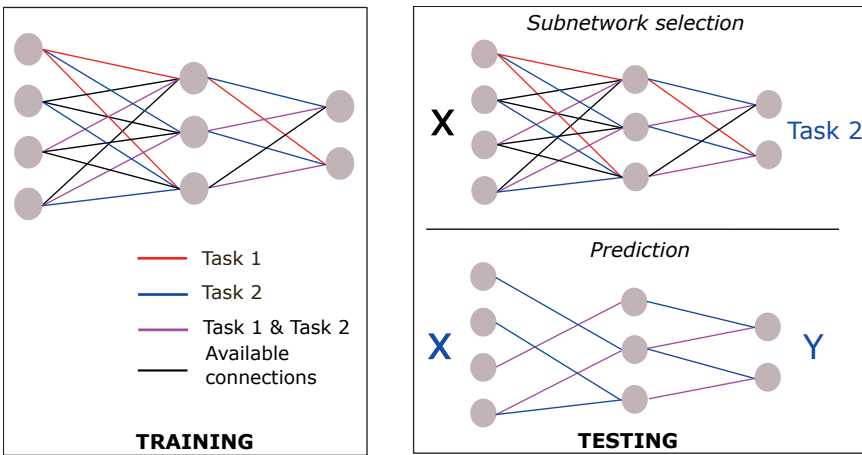 Task 1
Task 2
Task 1 & Task 2
Available
connections
TRAINING
Subnetwork selection
X
Task 2
Prediction
X
Y
TESTING